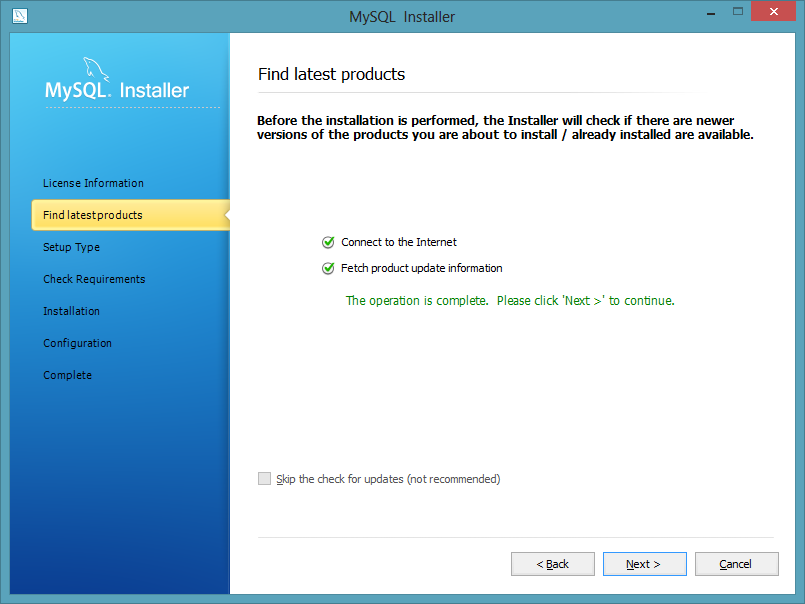 MySQL Installer
MySQL. Installer
License Information
Find latest products
Setup Type
Check Requirements
Installation
Configuration
Complete
Find latest products
Before the installation is performed, the Installer will check if there are newer
versions of the products you are about to install / already installed are available.
Connect to the Internet
Fetch product update information
The operation is complete. Please click 'Next >' to continue.
Skip the check for updates (not recommended)
< Back
Next >
Cancel